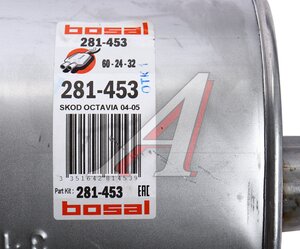 bosal
281-453
60-24-32
281-453
ОТК 1
SKOD OCTAVIA 04-05
3 351642 814539
Part Kit : 281-453 EAC
bosal